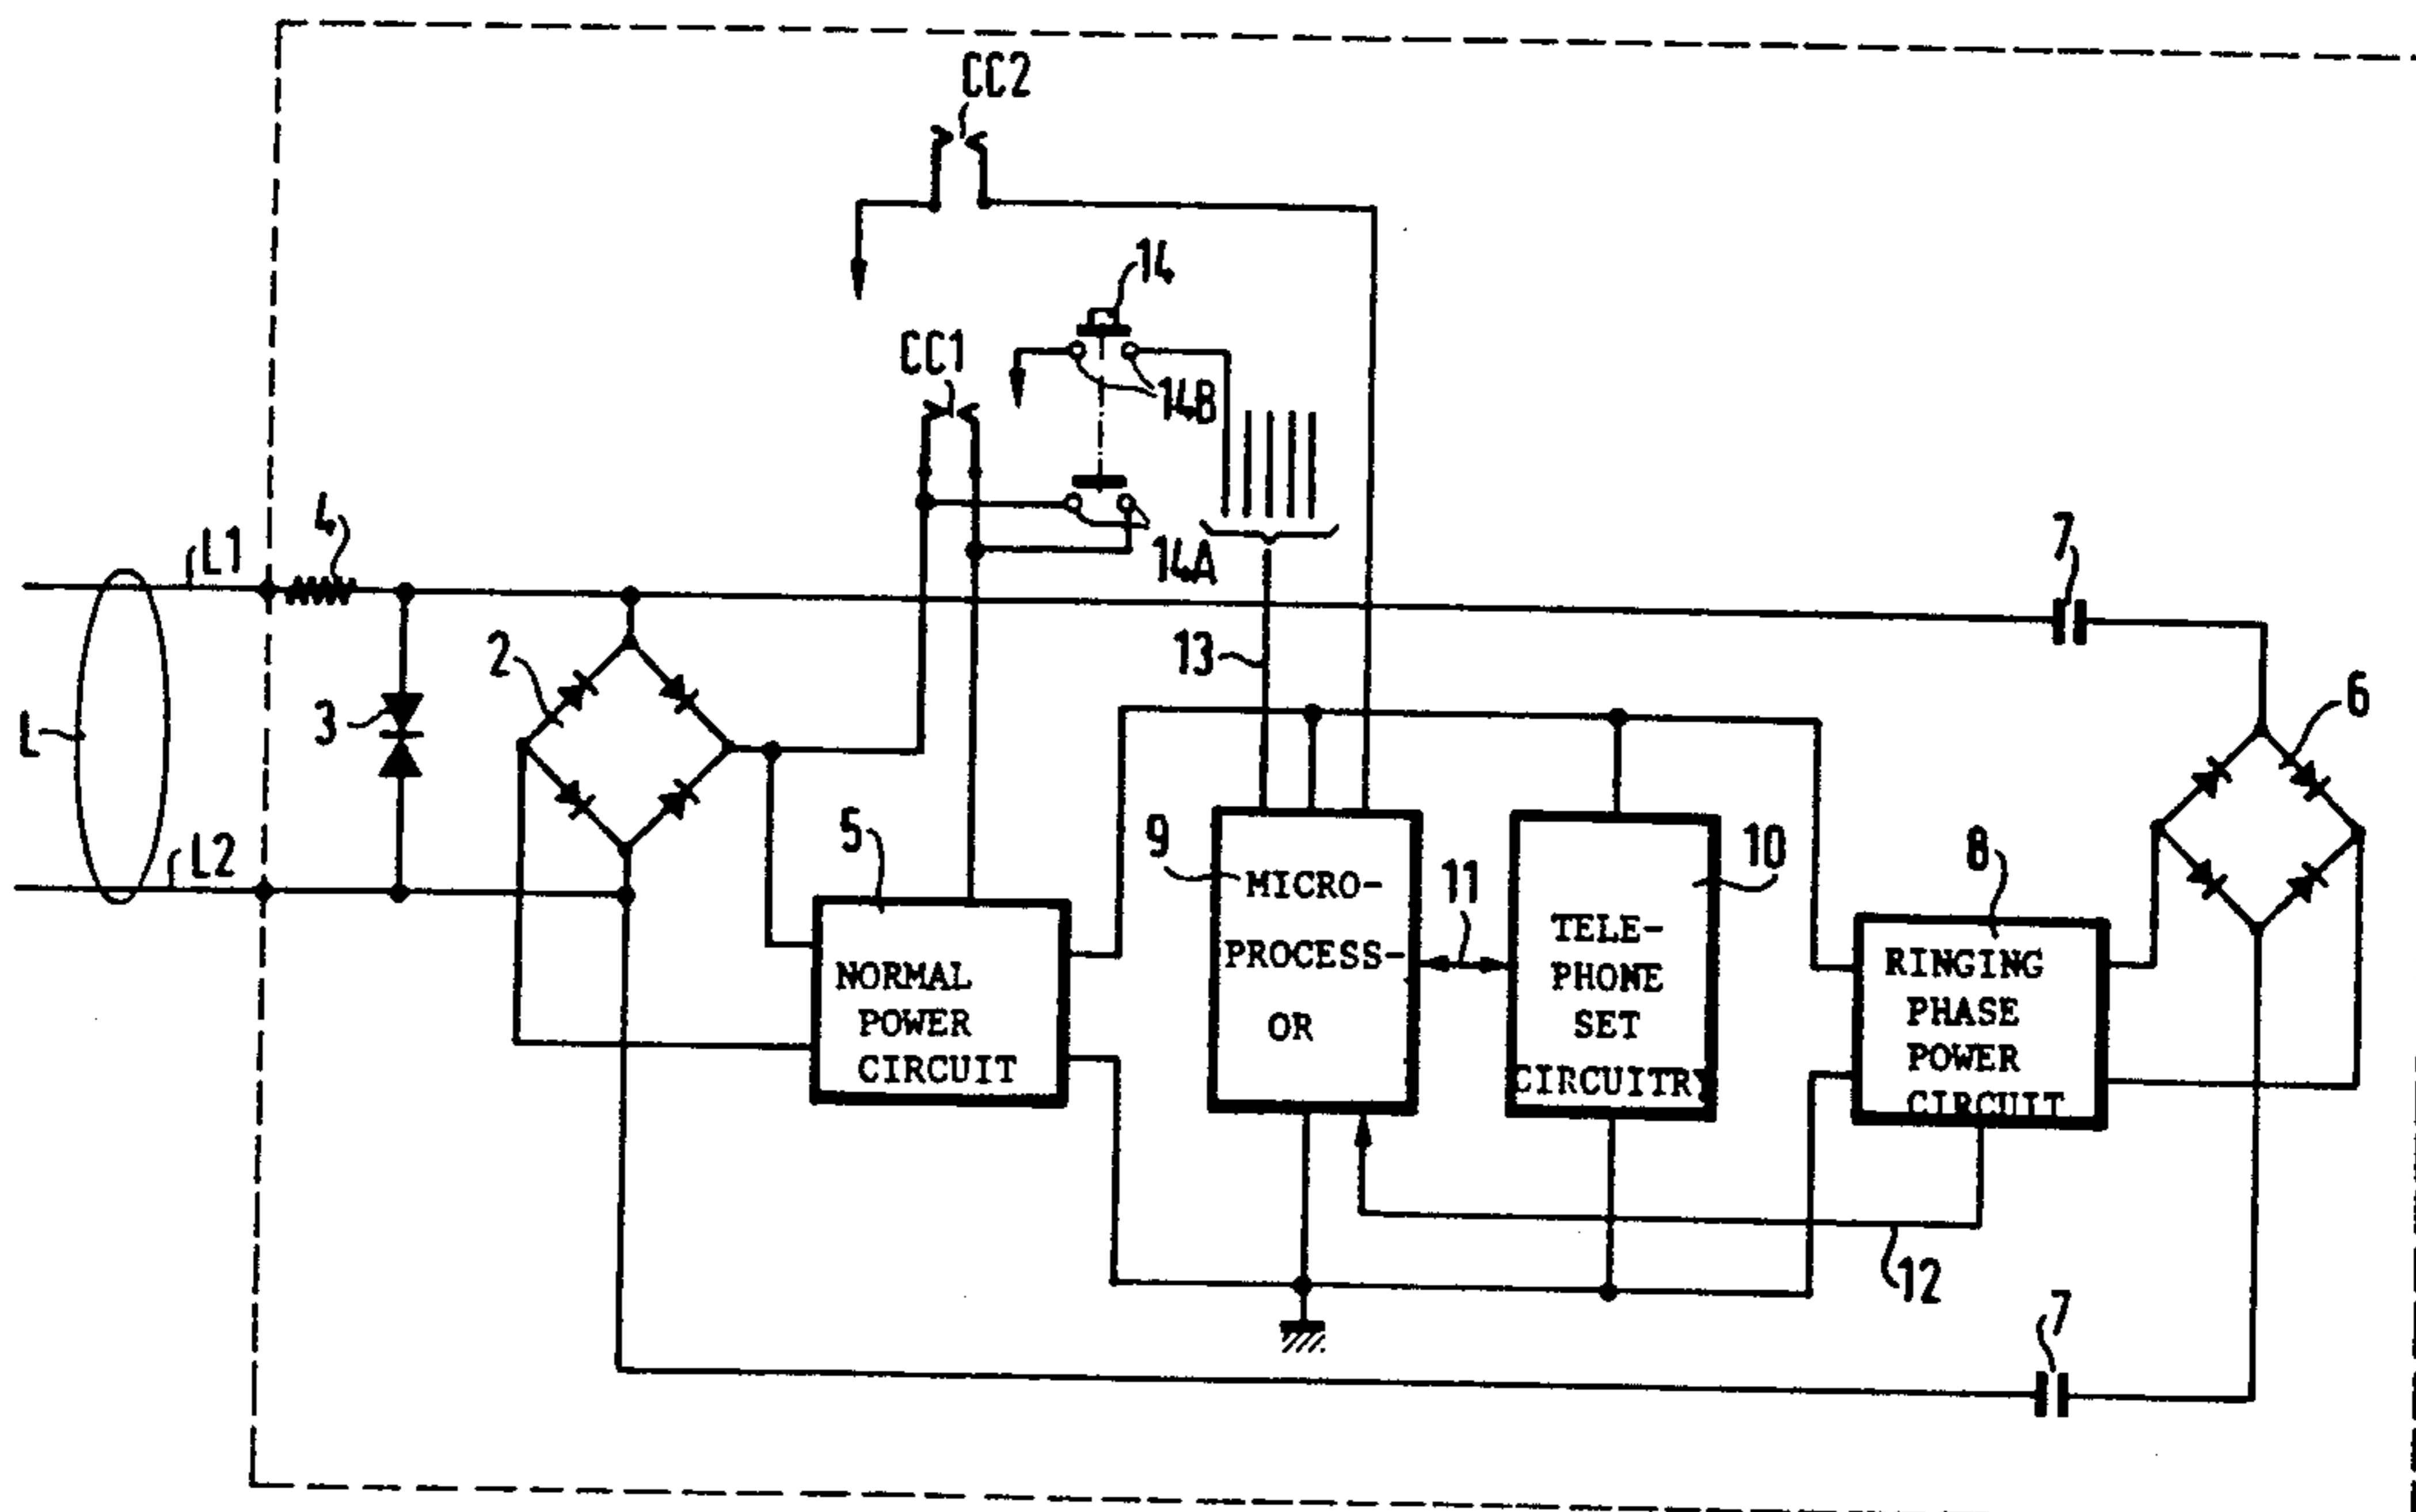 CC2
14
CC1
14B
4
L1
14A
7
2
13
6
3
L
5
L2
9
MICRO-
PROCESS-
OR
11
10
TELE-
PHONE
SET
CIRCUITRY
8
RINGING
PHASE
POWER
CIRCUIT
NORMAL
POWER
CIRCUIT
12
7